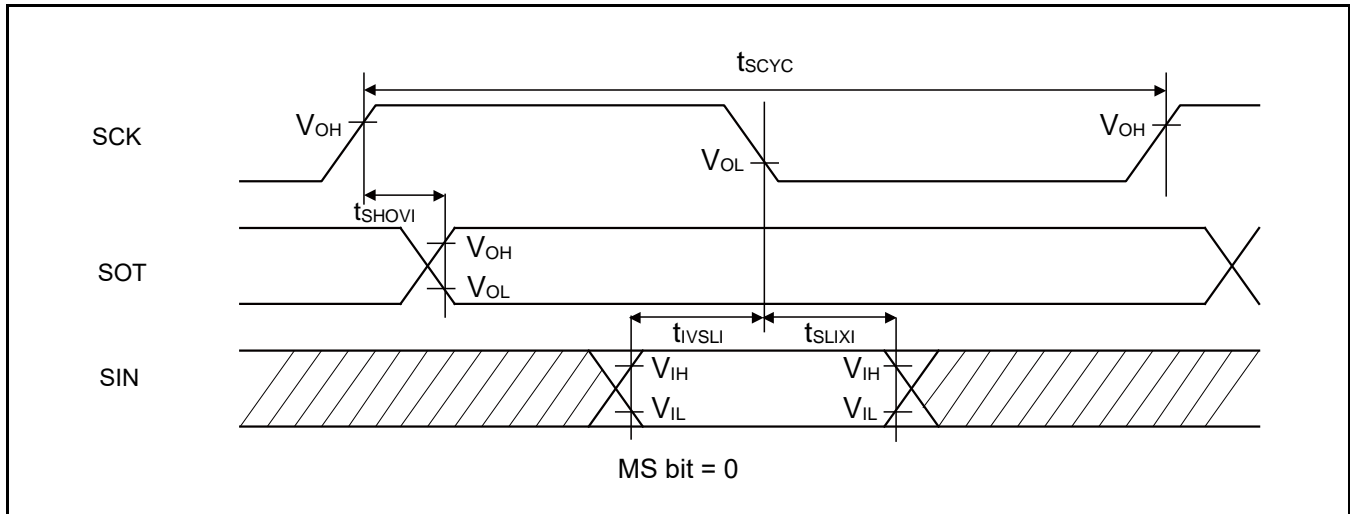 tSCYC
SCK
VOH
VOL
VOH
tSHOVI
SOT
VOH
VOL
tIVSLI
tSLIXI
SIN
VIH
VIL
VIH
VIL
MS bit = 0